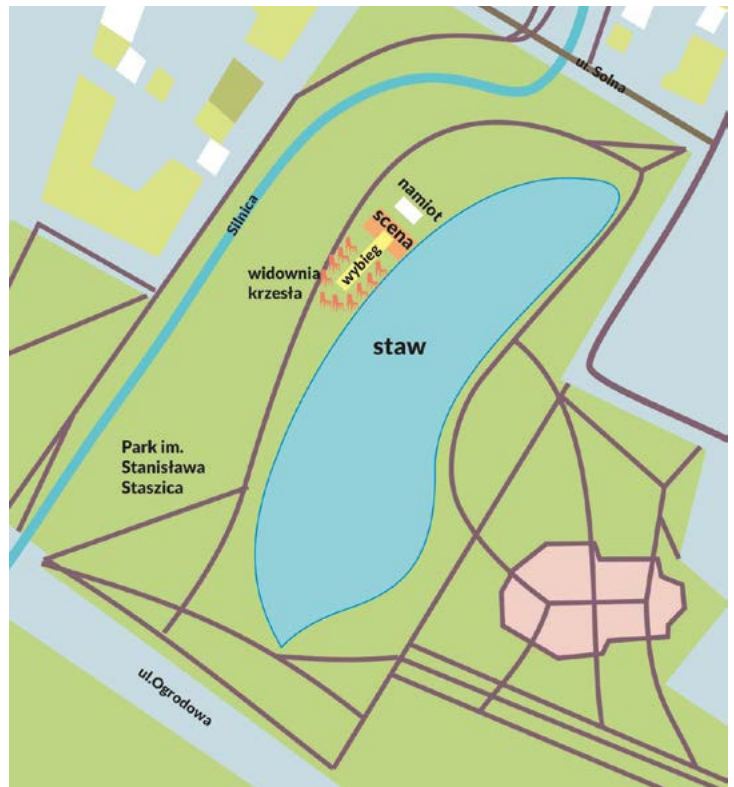 ul. Solna
Silnica
namiot
scena
wybieg
widownia
krzesła
staw
Park im.
Stanisława
Staszica
ul.Ogrodowa